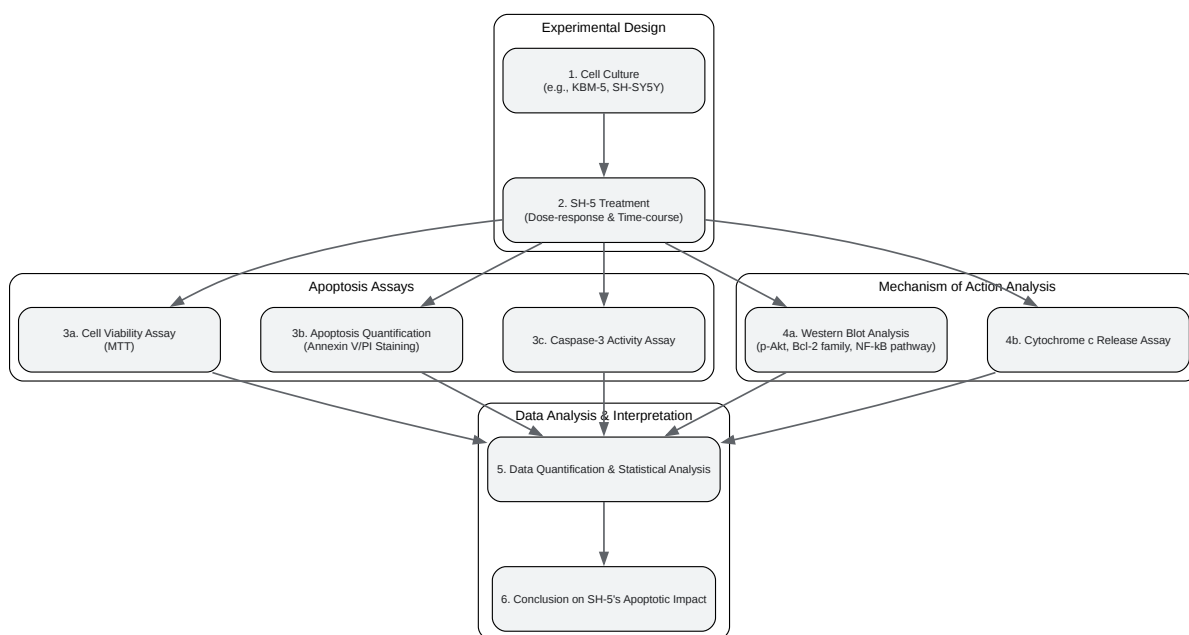 Experimental Design
1. Cell Culture
(e.g., KBM-5, SH-SY5Y)
2. SH-5 Treatment
(Dose-response & Time-course)
Apoptosis Assays
3a. Cell Viability Assay
(MTT)
3b. Apoptosis Quantification
(Annexin V/PI Staining)
3c. Caspase-3 Activity Assay
Mechanism of Action Analysis
4a. Western Blot Analysis
(p-Akt, Bcl-2 family, NF-kB pathway)
4b. Cytochrome c Release Assay
Data Analysis & Interpretation
5. Data Quantification & Statistical Analysis
6. Conclusion on SH-5's Apoptotic Impact